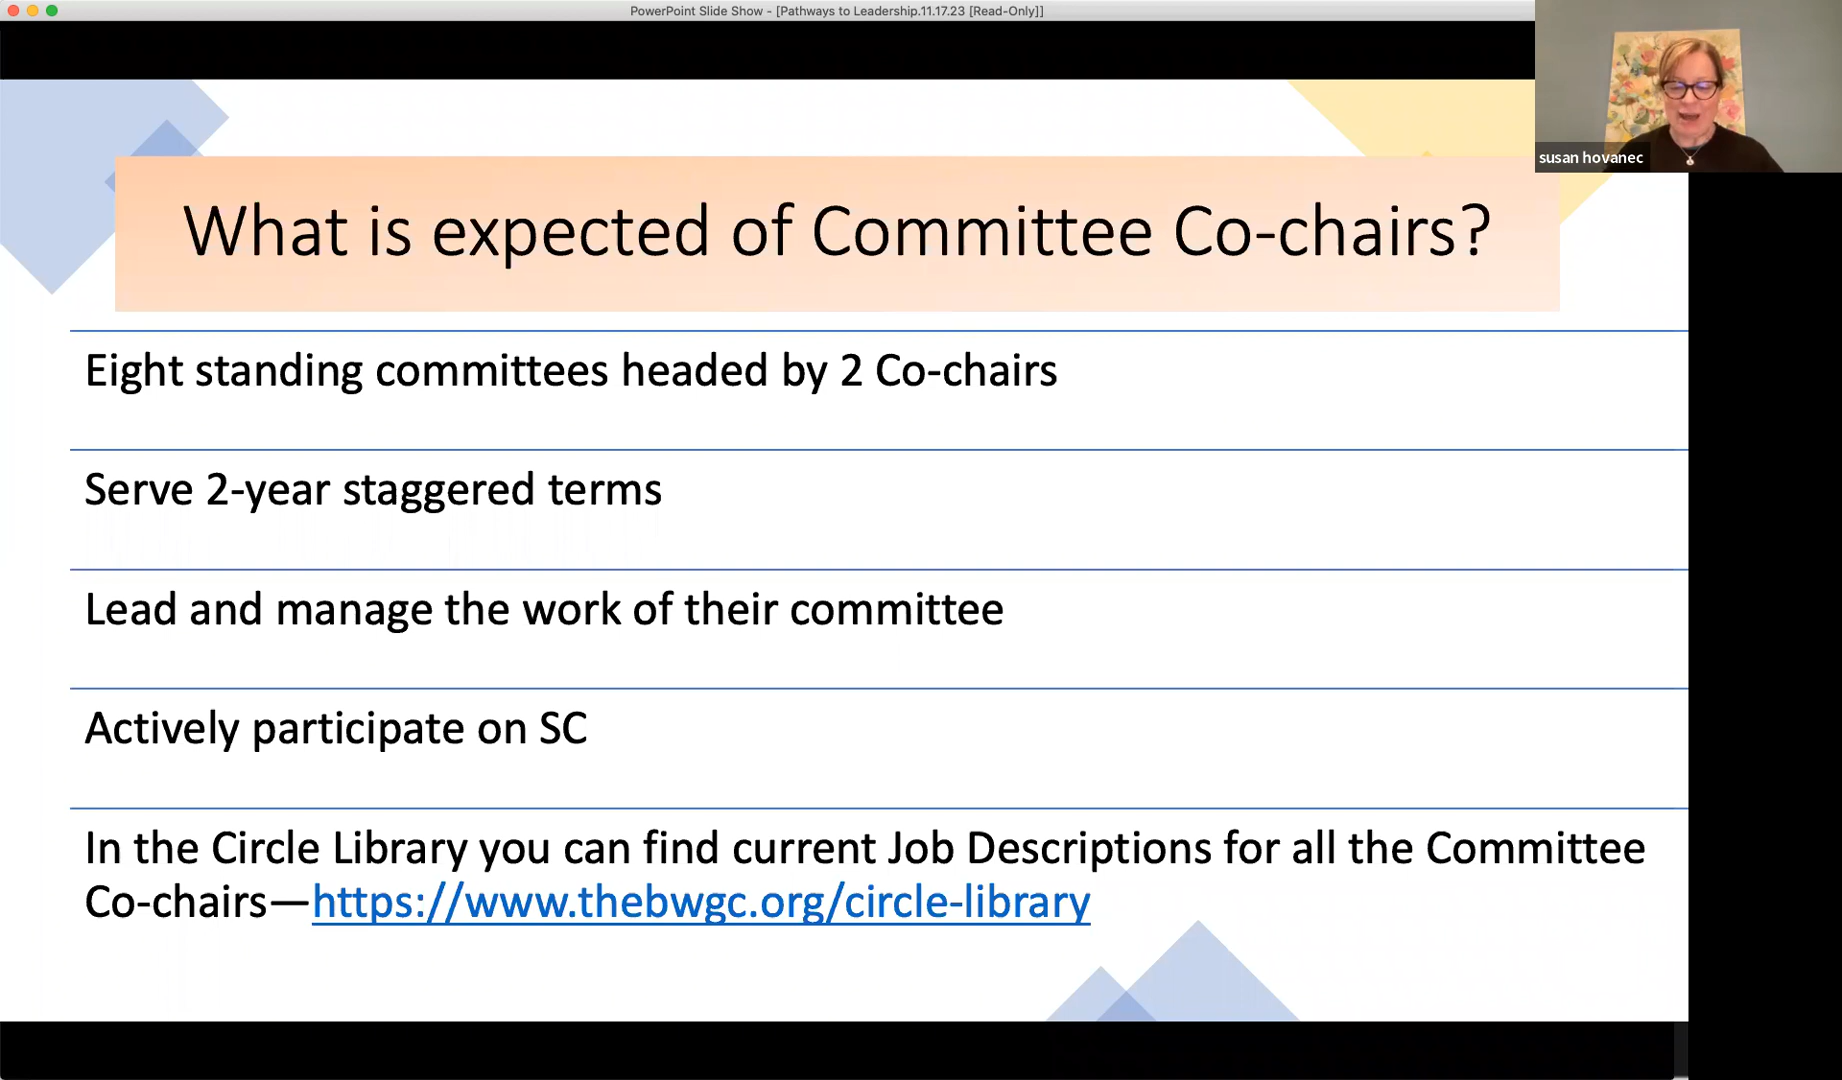 PowerPoint Slide Show - [Pathways to Leadership.11.17.23 [Read-Only]]
susan hovanec
What is expected of Committee Co-chairs?
Eight standing committees headed by 2 Co-chairs
Serve 2-year staggered terms
Lead and manage the work of their committee
Actively participate on SC
In the Circle Library you can find current Job Descriptions for all the Committee
Co-chairs—https://www.thebwgc.org/circle-library